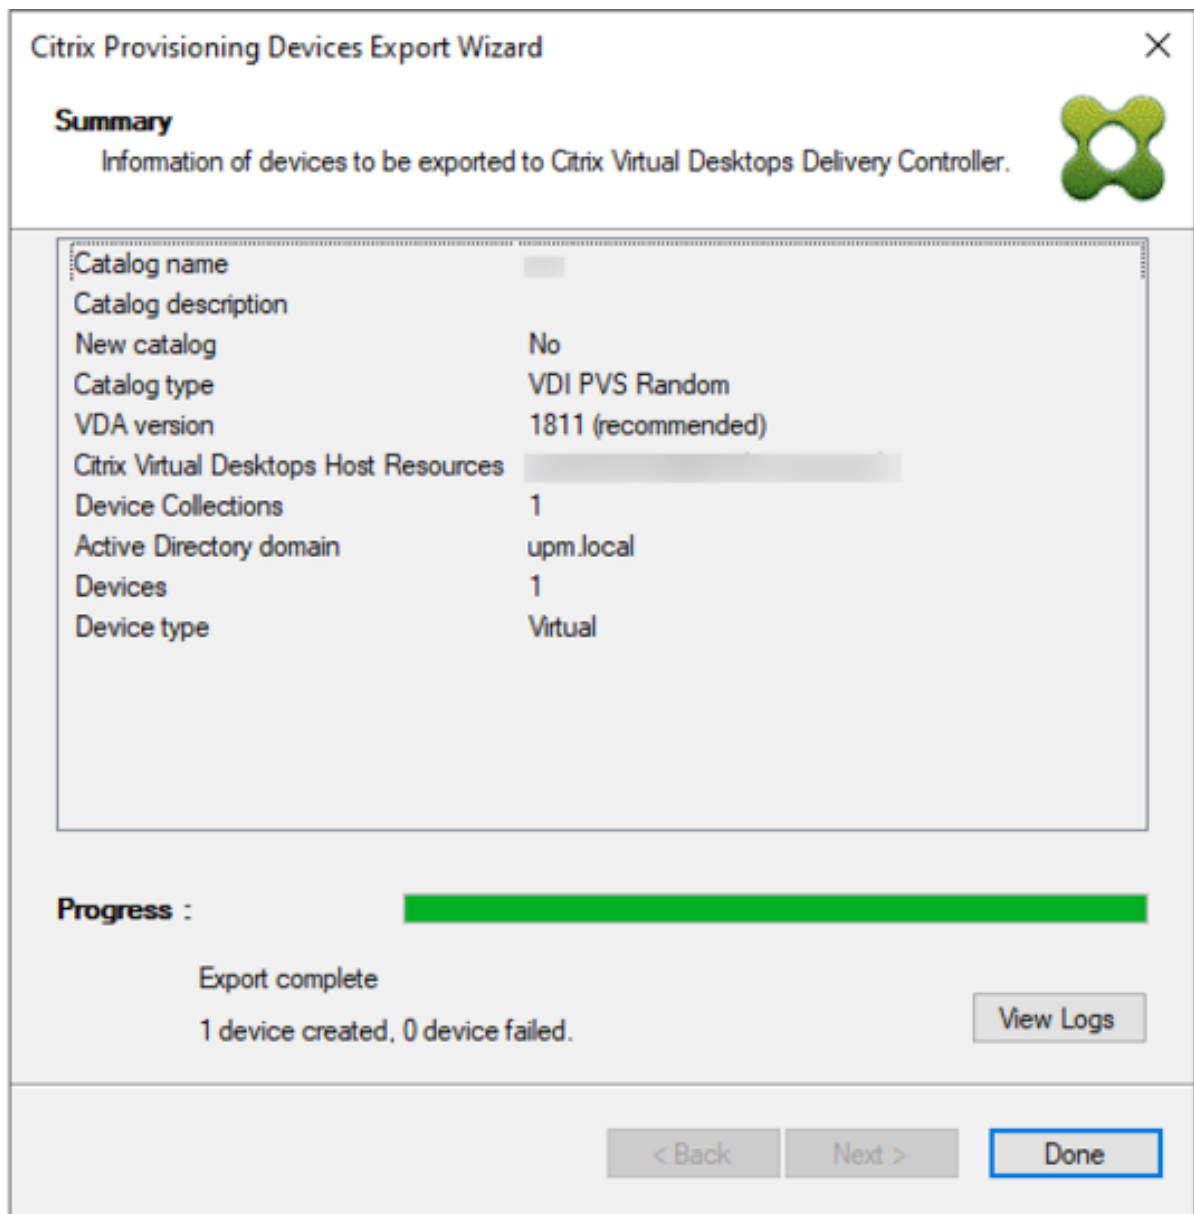 Citrix Provisioning Devices Export Wizard
Summary
Information of devices to be exported to Citrix Virtual Desktops Delivery Controller.
Catalog name
Catalog description
New catalog No
Catalog type VDI PVS Random
VDA version 1811 (recommended)
Citrix Virtual Desktops Host Resources
Device Collections 1
Active Directory domain upm.local
Devices 1
Device type Virtual
Progress :
Export complete
1 device created, 0 device failed.
View Logs
< Back Next > Done